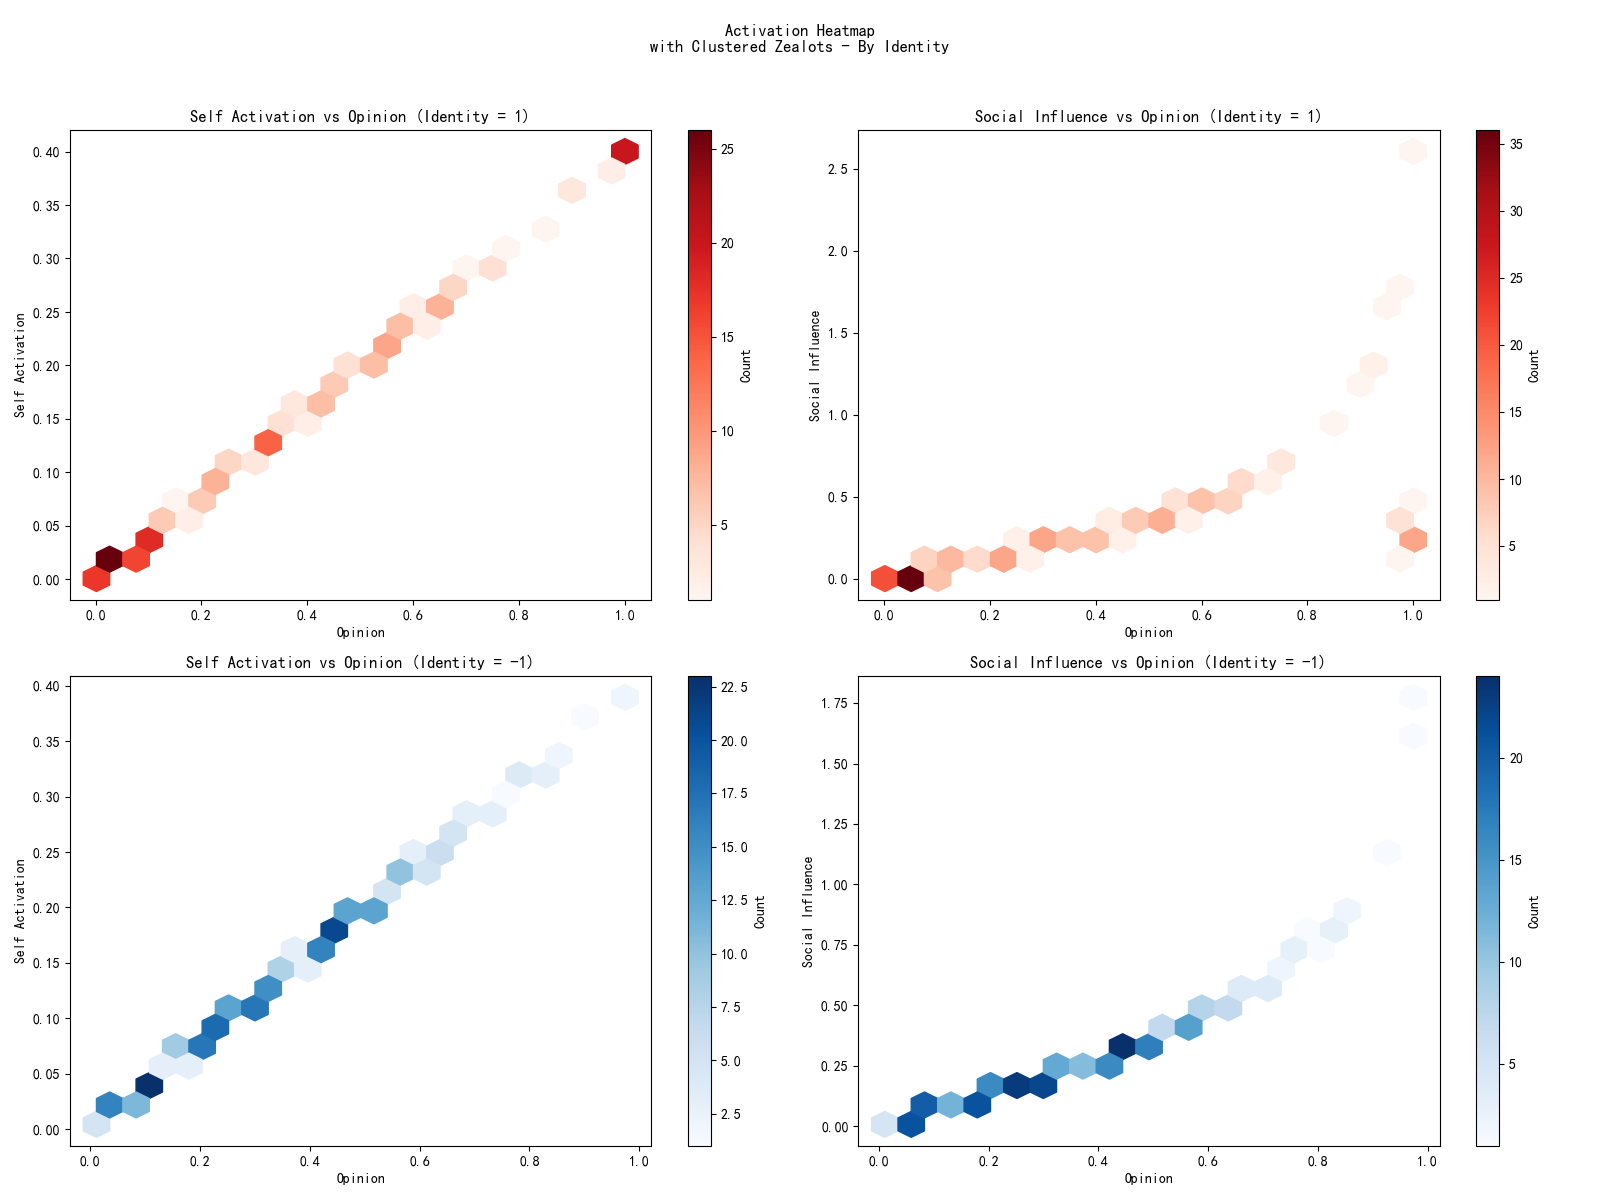 Activation Heatmap
with Clustered Zealots - By Identity
Self Activation vs Opinion (Identity = 1)
Self Activation
0.40
0.35
0.30
0.25
0.20
0.15
0.10
0.05
0.00
0.0 0.2 0.4 0.6 0.8 1.0
Opinion
25
20
15
10
5
Count
Social Influence vs Opinion (Identity = 1)
Social Influence
2.5
2.0
1.5
1.0
0.5
0.0
0.0 0.2 0.4 0.6 0.8 1.0
Opinion
35
30
25
20
15
10
5
Count
Self Activation vs Opinion (Identity = -1)
Self Activation
0.40
0.35
0.30
0.25
0.20
0.15
0.10
0.05
0.00
0.0 0.2 0.4 0.6 0.8 1.0
Opinion
22.5
20.0
17.5
15.0
12.5
10.0
7.5
5.0
2.5
Count
Social Influence vs Opinion (Identity = -1)
Social Influence
1.75
1.50
1.25
1.00
0.75
0.50
0.25
0.00
0.0 0.2 0.4 0.6 0.8 1.0
Opinion
20
15
10
5
Count